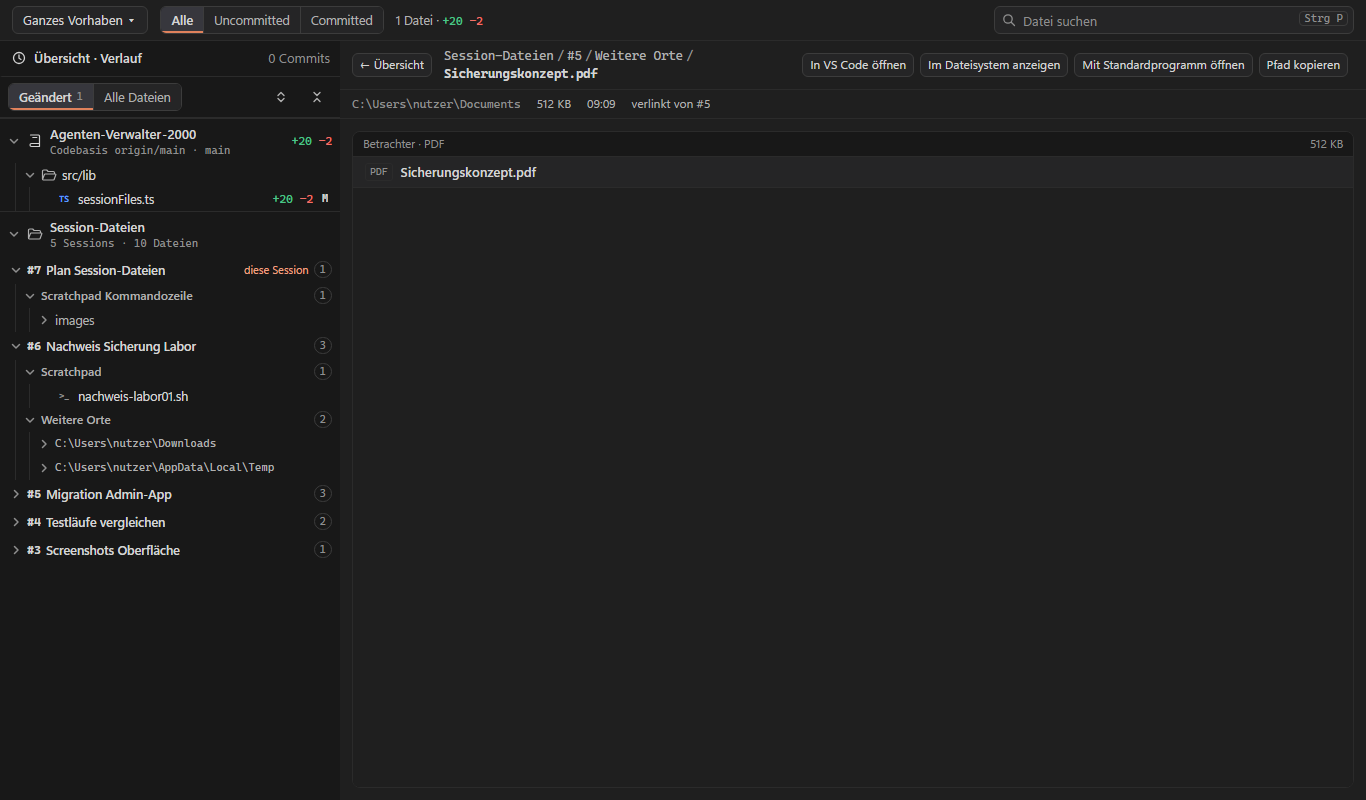 Ganzes Vorhaben
Alle Uncommitted Committed
1 Datei · +20 −2
Datei suchen Strg P
Übersicht · Verlauf 0 Commits
Geändert 1 Alle Dateien
Agenten-Verwalter-2000 +20 −2
Codebasis origin/main · main
src/lib
TS sessionFiles.ts +20 −2 M
Session-Dateien
5 Sessions · 10 Dateien
#7 Plan Session-Dateien diese Session 1
Scratchpad Kommandozeile 1
images
#6 Nachweis Sicherung Labor 3
Scratchpad 1
>_ nachweis-labor01.sh
Weitere Orte 2
C:\Users\nutzer\Downloads
C:\Users\nutzer\AppData\Local\Temp
#5 Migration Admin-App 3
#4 Testläufe vergleichen 2
#3 Screenshots Oberfläche 1
← Übersicht
Session-Dateien / #5 / Weitere Orte /
Sicherungskonzept.pdf
In VS Code öffnen Im Dateisystem anzeigen Mit Standardprogramm öffnen Pfad kopieren
C:\Users\nutzer\Documents 512 KB 09:09 verlinkt von #5
Betrachter · PDF 512 KB
PDF Sicherungskonzept.pdf